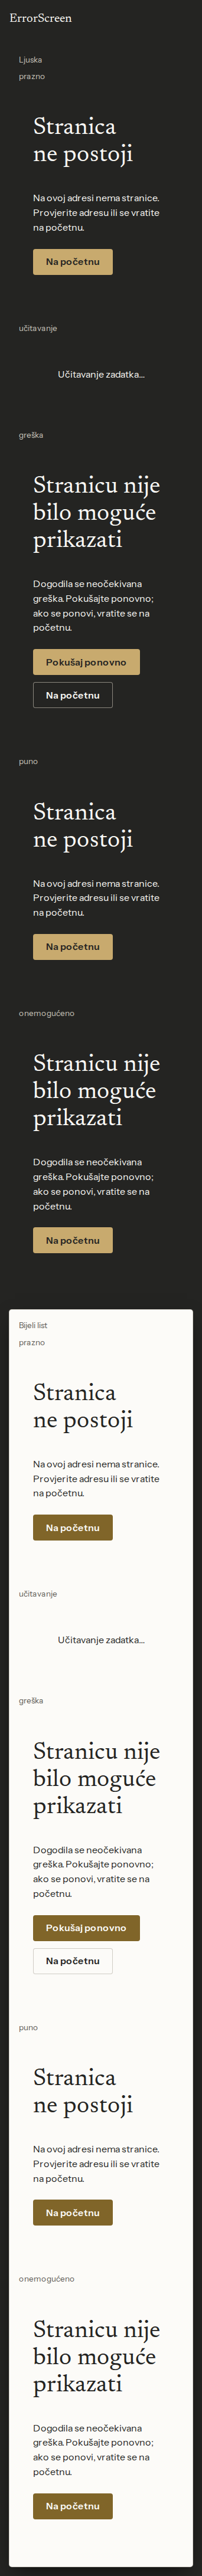 ErrorScreen
Ljuska
prazno
Stranica
ne postoji
Na ovoj adresi nema stranice.
Provjerite adresu ili se vratite
na početnu.
Na početnu
učitavanje
Učitavanje zadatka…
greška
Stranicu nije
bilo moguće
prikazati
Dogodila se neočekivana
greška. Pokušajte ponovno;
ako se ponovi, vratite se na
početnu.
Pokušaj ponovno
Na početnu
puno
Stranica
ne postoji
Na ovoj adresi nema stranice.
Provjerite adresu ili se vratite
na početnu.
Na početnu
onemogućeno
Stranicu nije
bilo moguće
prikazati
Dogodila se neočekivana
greška. Pokušajte ponovno;
ako se ponovi, vratite se na
početnu.
Na početnu
Bijeli list
prazno
Stranica
ne postoji
Na ovoj adresi nema stranice.
Provjerite adresu ili se vratite
na početnu.
Na početnu
učitavanje
Učitavanje zadatka…
greška
Stranicu nije
bilo moguće
prikazati
Dogodila se neočekivana
greška. Pokušajte ponovno;
ako se ponovi, vratite se na
početnu.
Pokušaj ponovno
Na početnu
puno
Stranica
ne postoji
Na ovoj adresi nema stranice.
Provjerite adresu ili se vratite
na početnu.
Na početnu
onemogućeno
Stranicu nije
bilo moguće
prikazati
Dogodila se neočekivana
greška. Pokušajte ponovno;
ako se ponovi, vratite se na
početnu.
Na početnu